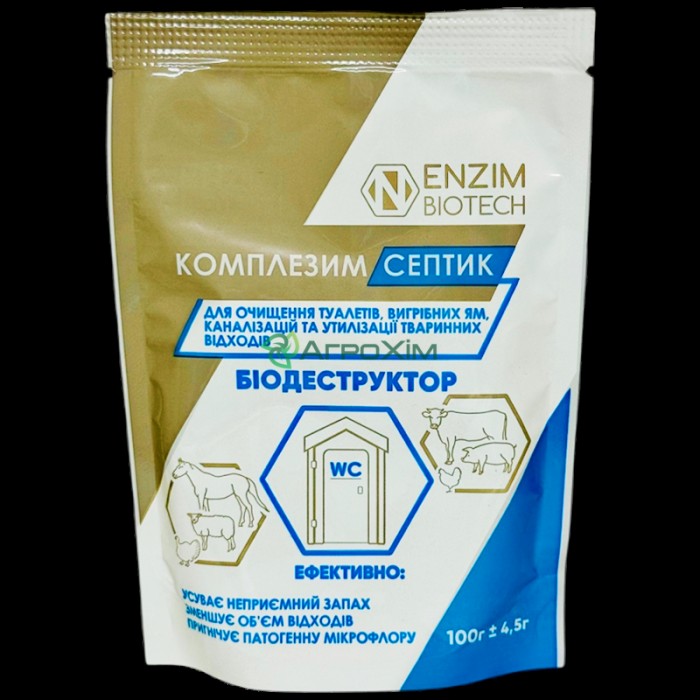 ENZIM
BIOTECH
КОМПЛЕЗИМ СЕПТИК
ДЛЯ ОЧИЩЕННЯ ТУАЛЕТІВ, ВИГРІБНИХ ЯМ,
КАНАЛІЗАЦІЙ ТА УТИЛІЗАЦІЇ ТВАРИННИХ
ВІДХОДІВ
АгроХім
БІОДЕСТРУКТОР
WC
ЕФЕКТИВНО:
УСУВАЄ НЕПРИЄМНИЙ ЗАПАХ
ЗМЕНШУЄ ОБ'ЄМ ВІДХОДІВ
ПРИГНІЧУЄ ПАТОГЕННУ МІКРОФЛОРУ
100г ± 4,5г